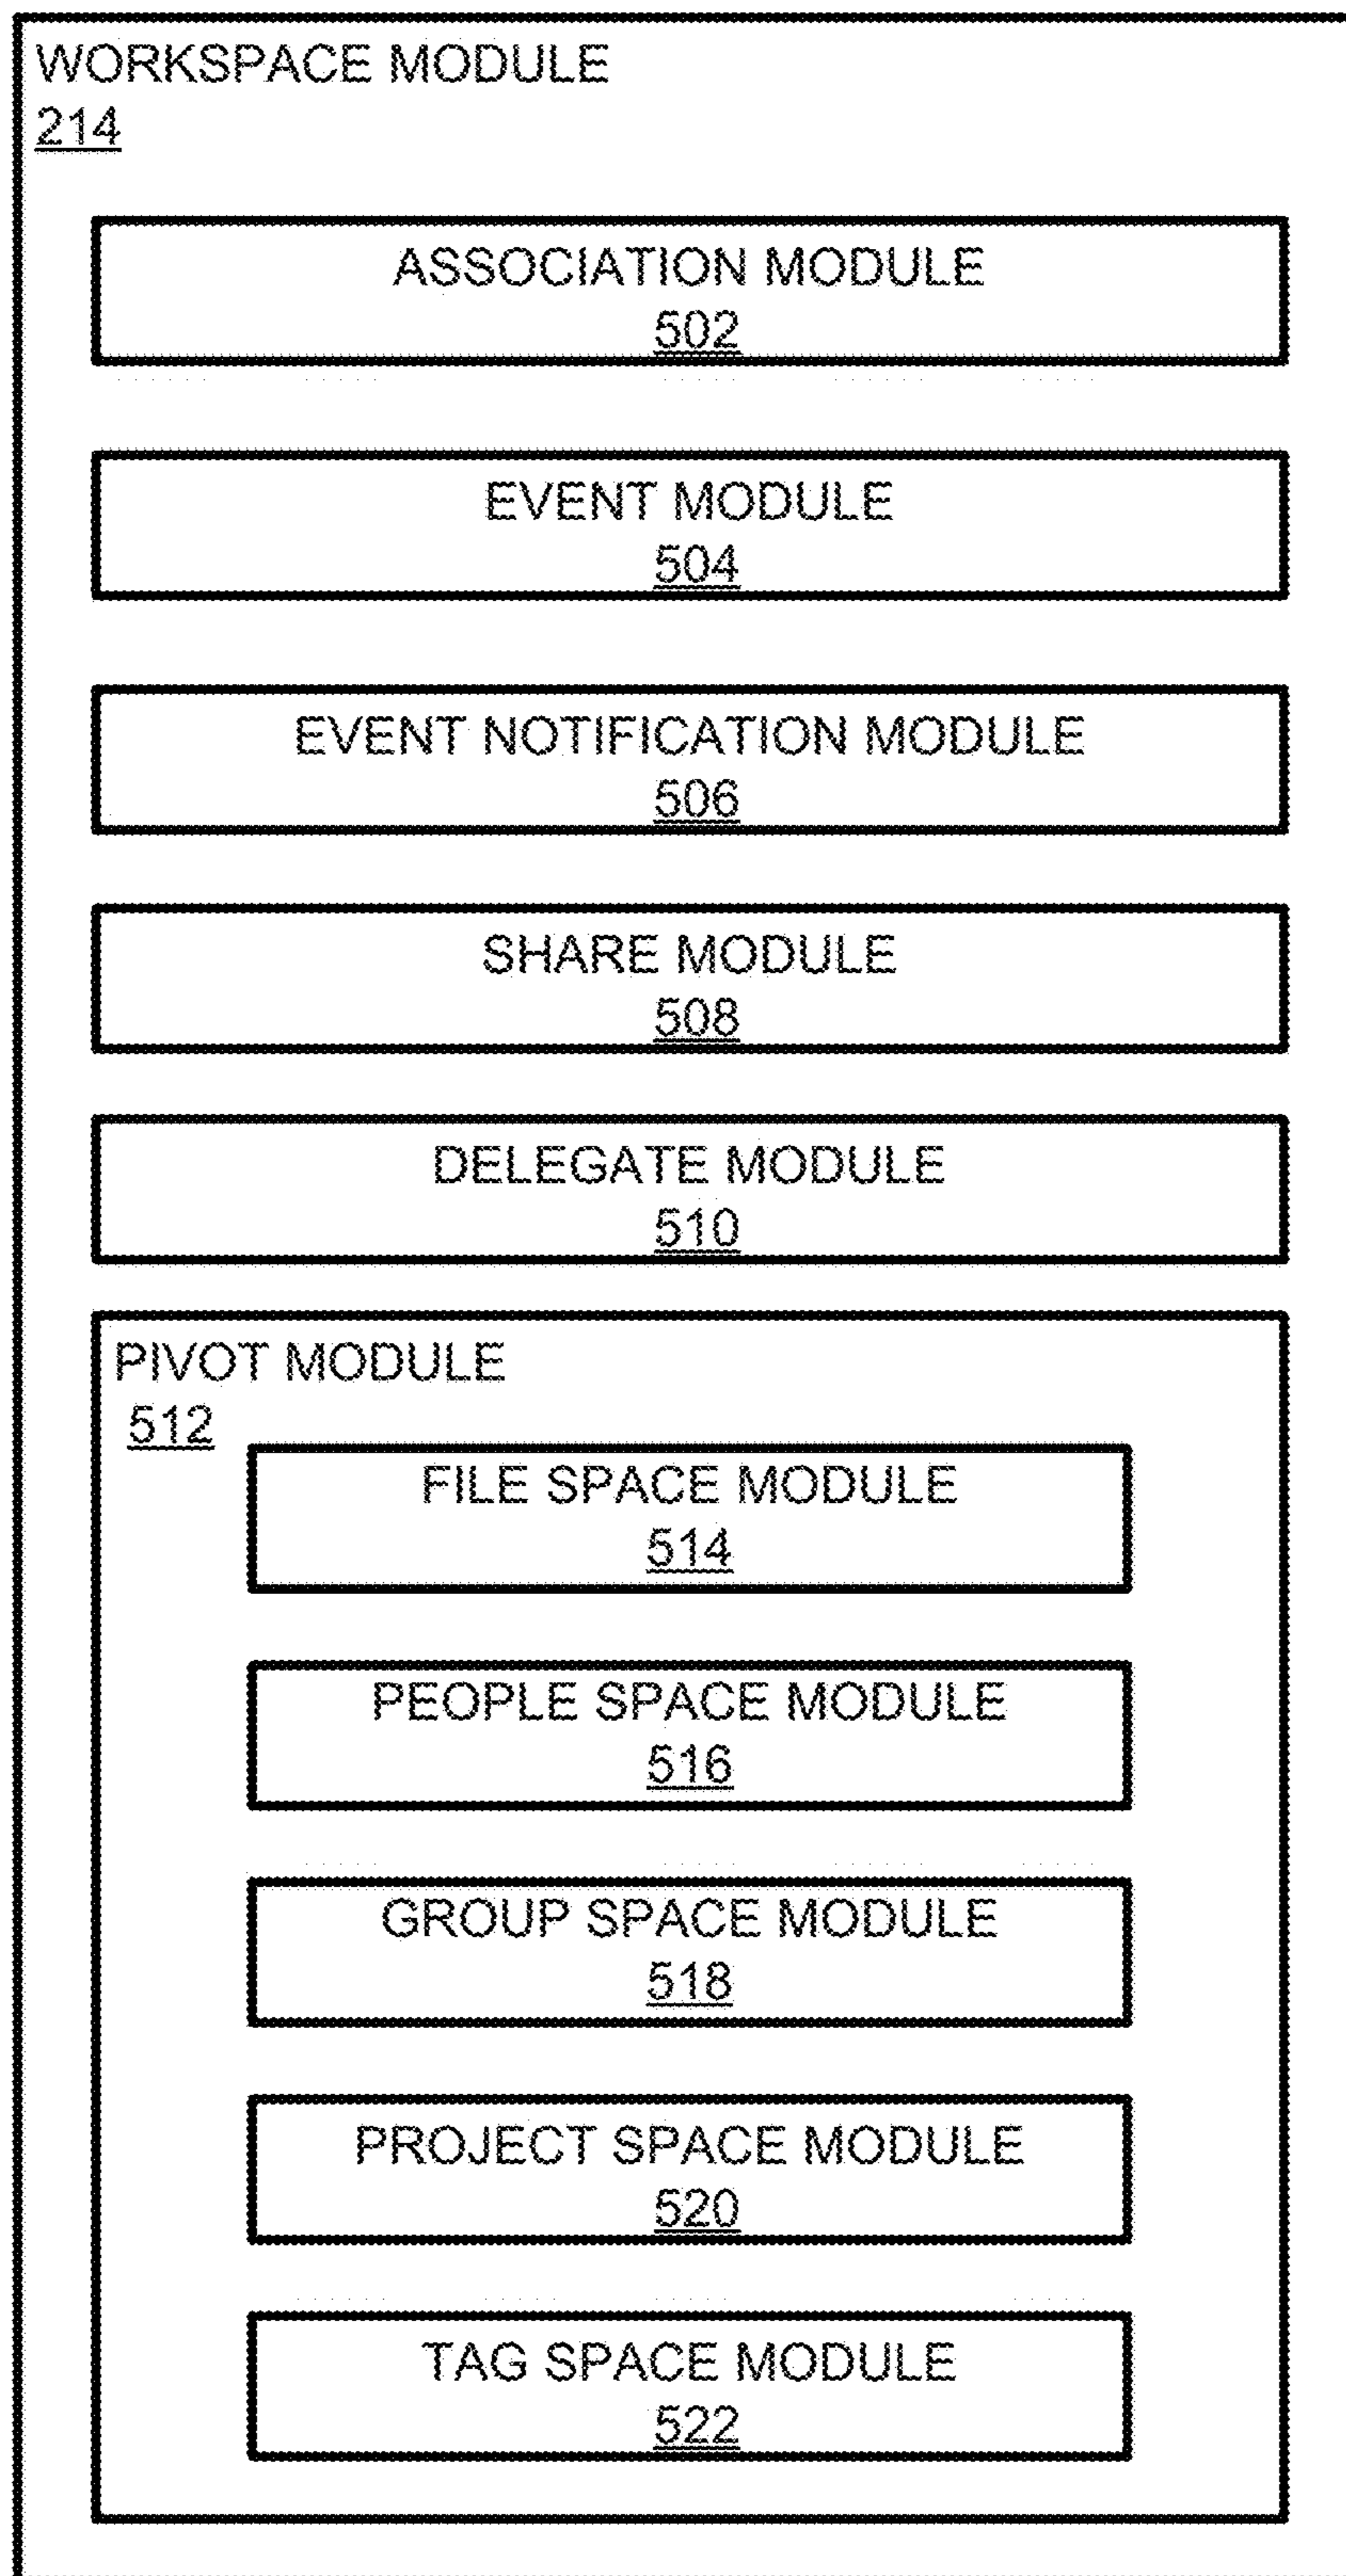 WORKSPACE MODULE
214
ASSOCIATION MODULE
502
EVENT MODULE
504
EVENT NOTIFICATION MODULE
506
SHARE MODULE
508
DELEGATE MODULE
510
PIVOT MODULE
512
FILE SPACE MODULE
514
PEOPLE SPACE MODULE
516
GROUP SPACE MODULE
518
PROJECT SPACE MODULE
520
TAG SPACE MODULE
522